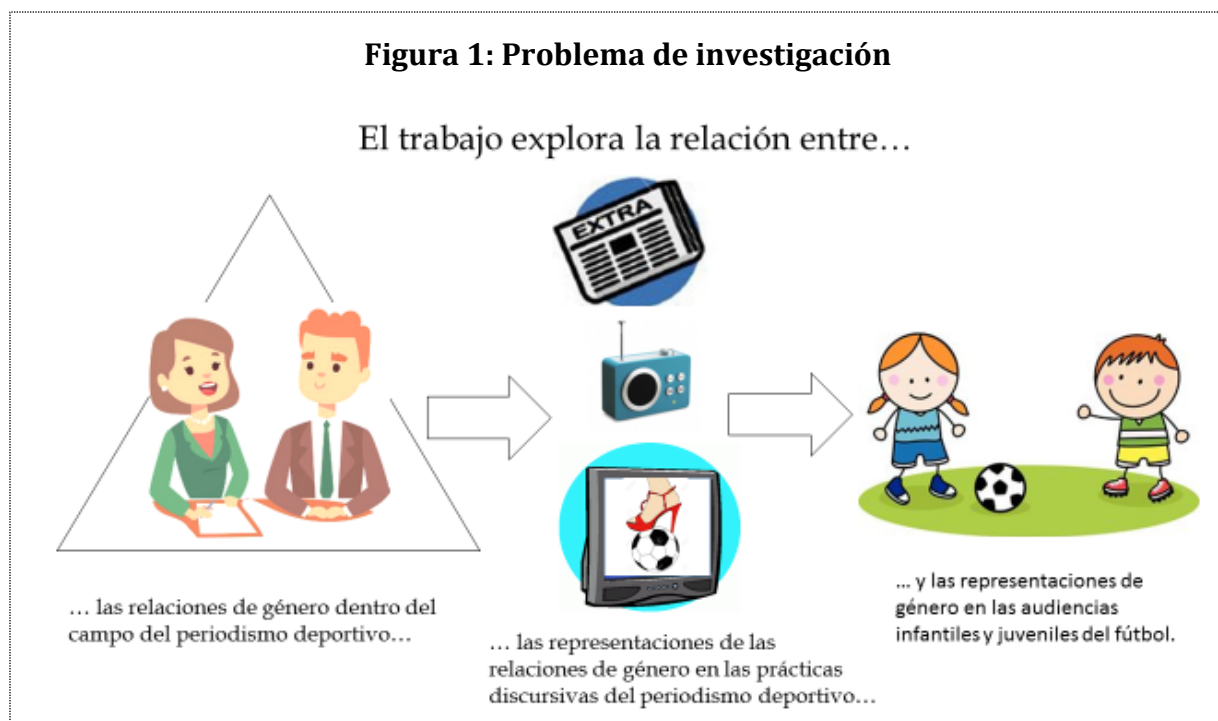 Figura 1: Problema de investigación
El trabajo explora la relación entre…
EXTRA
… las relaciones de género dentro del
campo del periodismo deportivo…
… las representaciones de las
relaciones de género en las prácticas
discursivas del periodismo deportivo…
… y las representaciones de
género en las audiencias
infantiles y juveniles del fútbol.